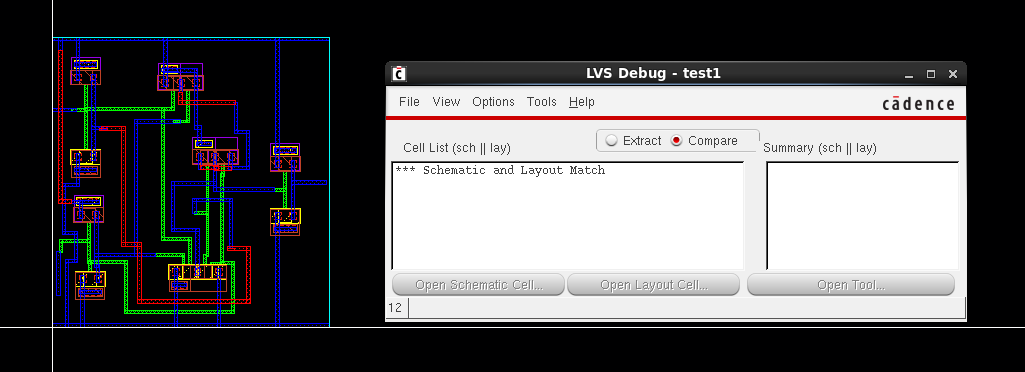 LVS Debug - test1
File View Options Tools Help
cādence
Extract Compare
Cell List (sch || lay) Summary (sch || lay)
*** Schematic and Layout Match
Open Schematic Cell... Open Layout Cell... Open Tool...
12